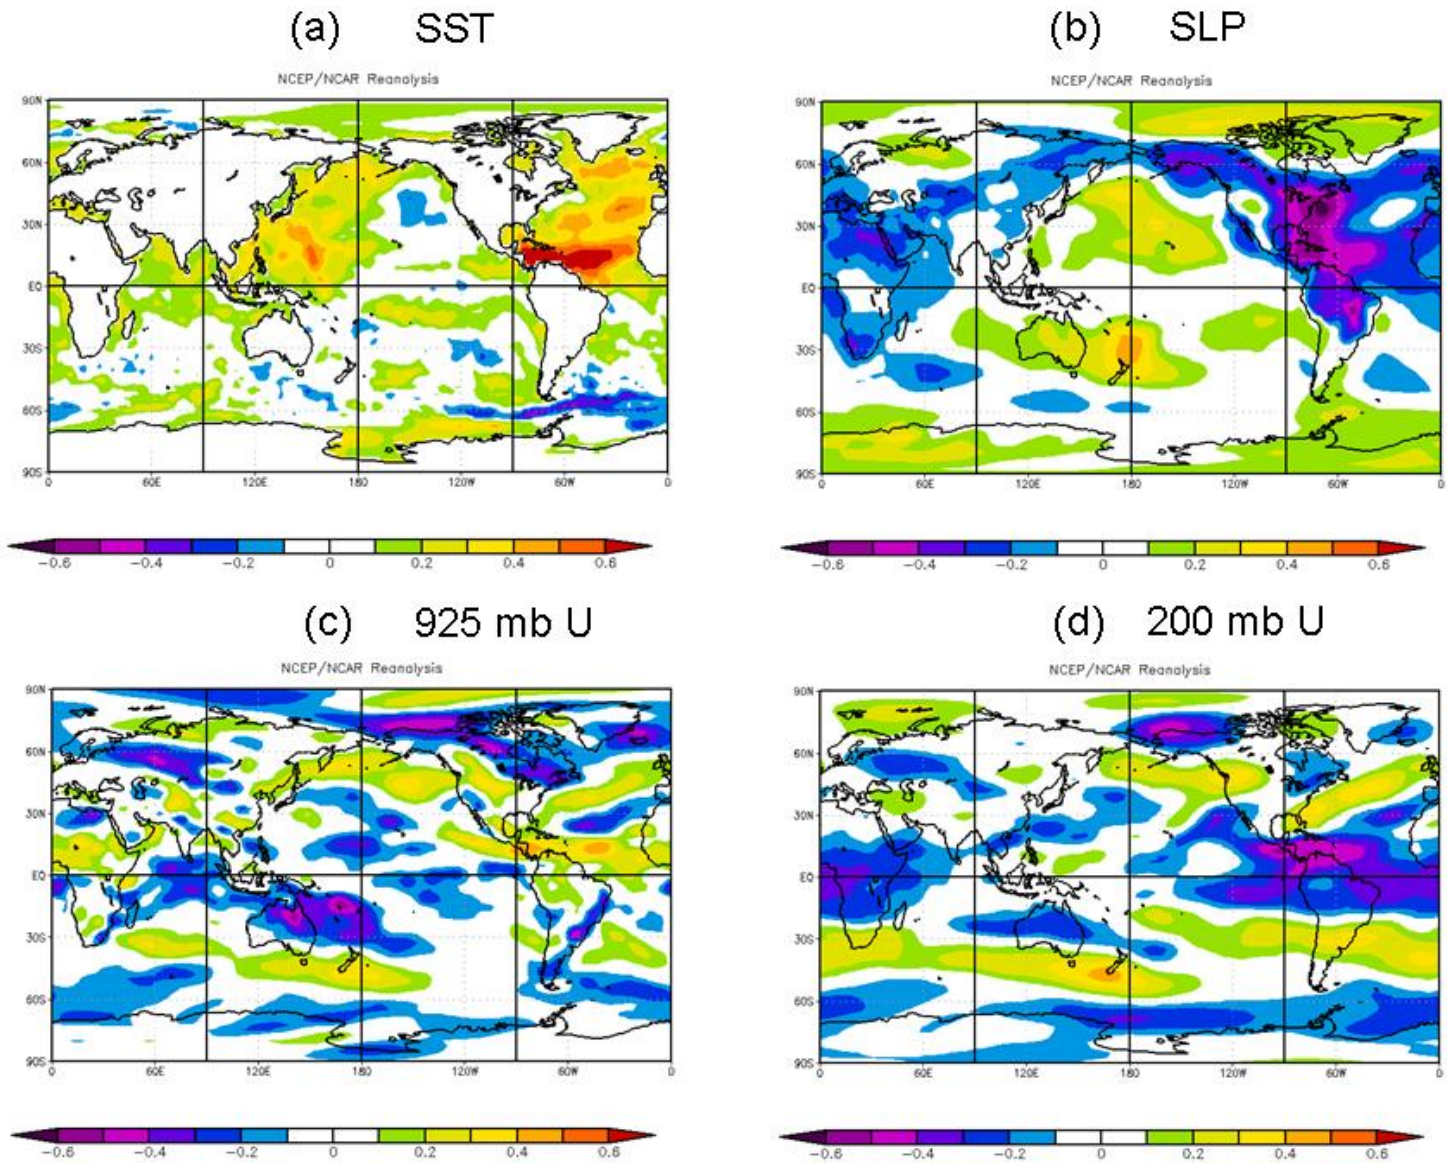 (a) SST
NCEP/NCAR Reanalysis
90N
60N
30N
EQ
30S
60S
90S
0 60E 120E 180 120W 60W 0
−0.6 −0.4 −0.2 0 0.2 0.4 0.6
(b) SLP
NCEP/NCAR Reanalysis
90N
60N
30N
EQ
30S
60S
90S
0 60E 120E 180 120W 60W 0
−0.6 −0.4 −0.2 0 0.2 0.4 0.6
(c) 925 mb U
NCEP/NCAR Reanalysis
90N
60N
30N
EQ
30S
60S
90S
0 60E 120E 180 120W 60W 0
−0.6 −0.4 −0.2 0 0.2 0.4 0.6
(d) 200 mb U
NCEP/NCAR Reanalysis
90N
60N
30N
EQ
30S
60S
90S
0 60E 120E 180 120W 60W 0
−0.6 −0.4 −0.2 0 0.2 0.4 0.6